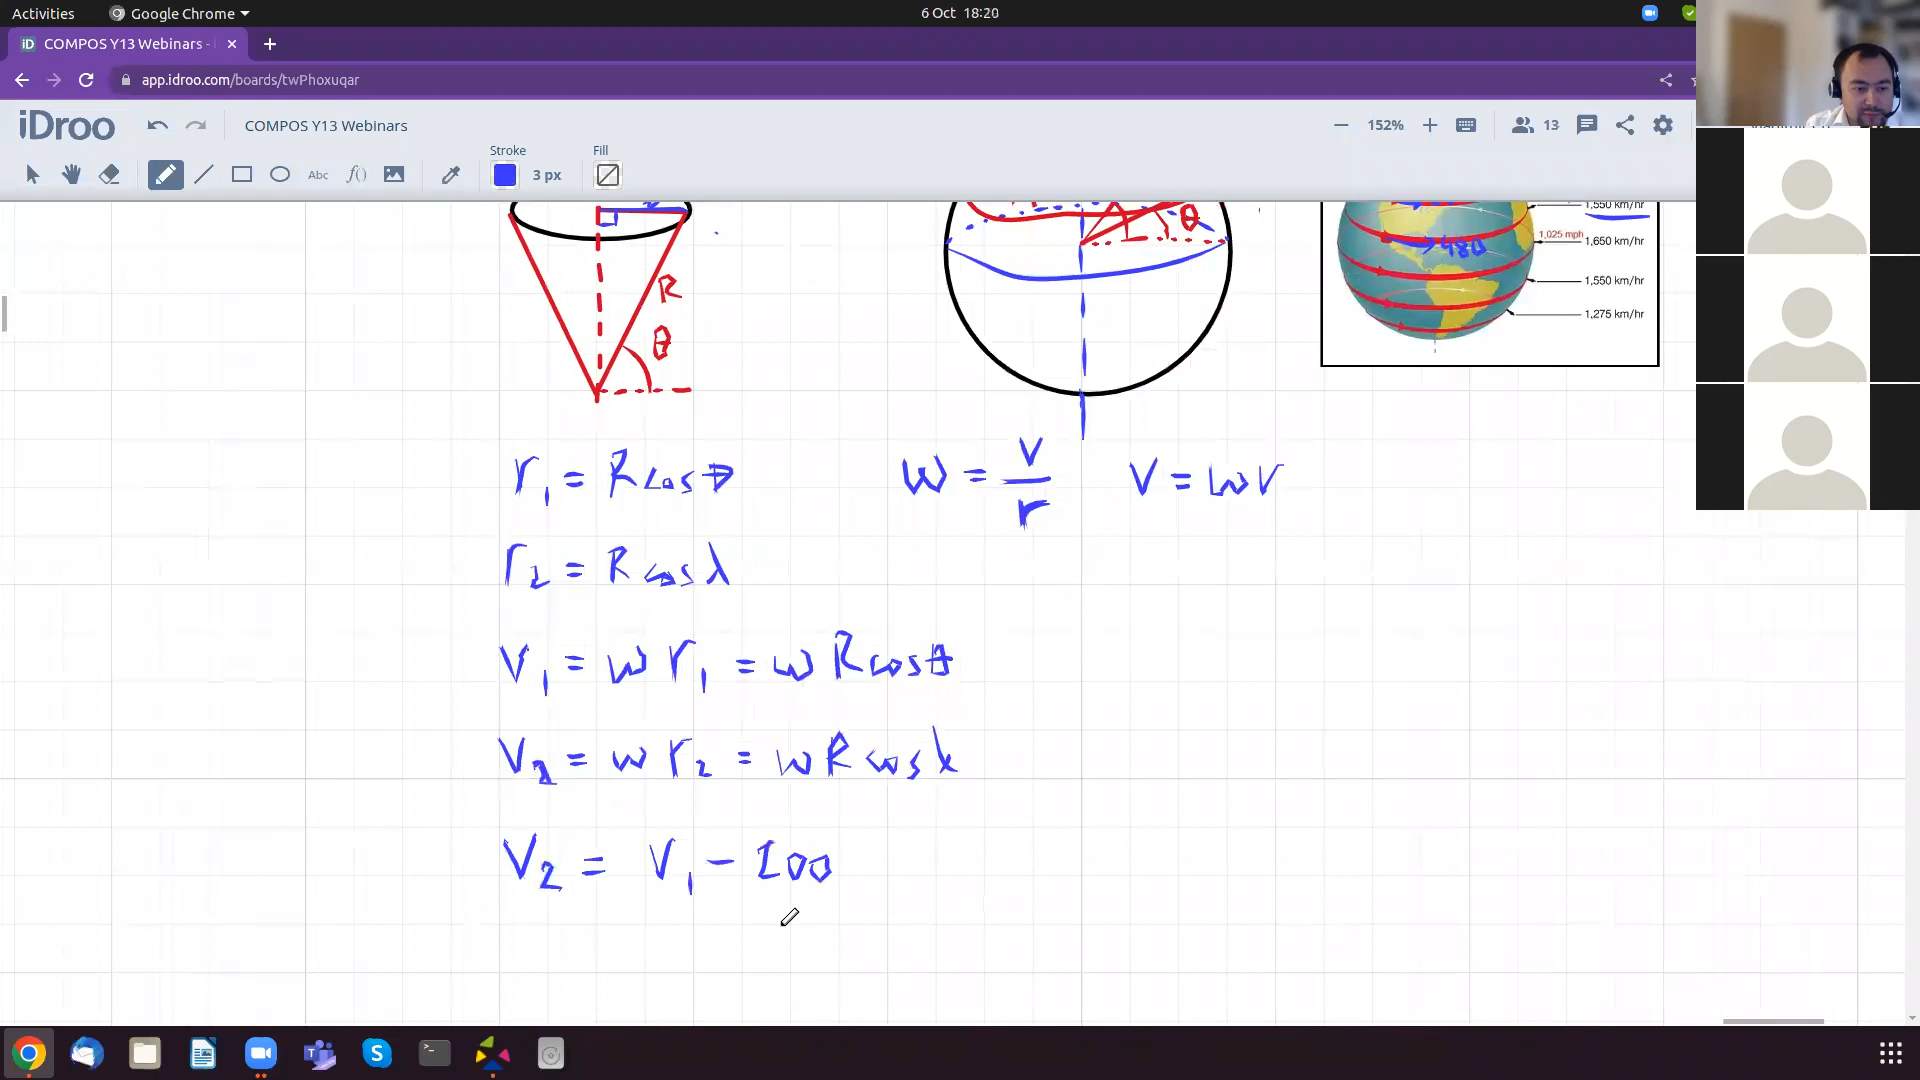 Activities Google Chrome 6 Oct 18:20
COMPOS Y13 Webinars -
app.idroo.com/boards/twPhoxuqar
iDroo COMPOS Y13 Webinars 152% 13
Stroke Fill
Abc f() 3 px
1,550 km/hr
θ
1,025 mph
1,650 km/hr
480
R
1,550 km/hr
1,275 km/hr
θ
r₁ = R cos θ
ω = v/r V = ωr
r₂ = R cos λ
V₁ = ω r₁ = ω R cos θ
V₂ = ω r₂ = ω R cos λ
V₂ = V₁ - 200